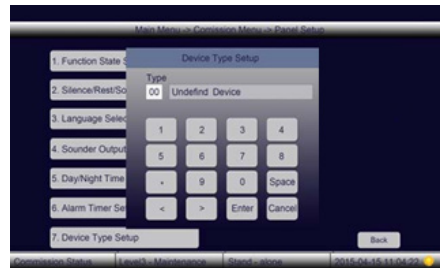 Main Menu -> Comission Menu -> Panel Setup
1. Function State S
Device Type Setup
Type
00 Undefind Device
2. Silence/Rest/So
3. Language Selec
4. Sounder Output
5. Day/Night Time
6. Alarm Timer Se
7. Device Type Setup
1 2 3 4
5 6 7 8
9 0 Space
< > Enter Cancel
Back
Commission Status Level3 - Maintenance Stand - alone 2015-04-15 11:04:22